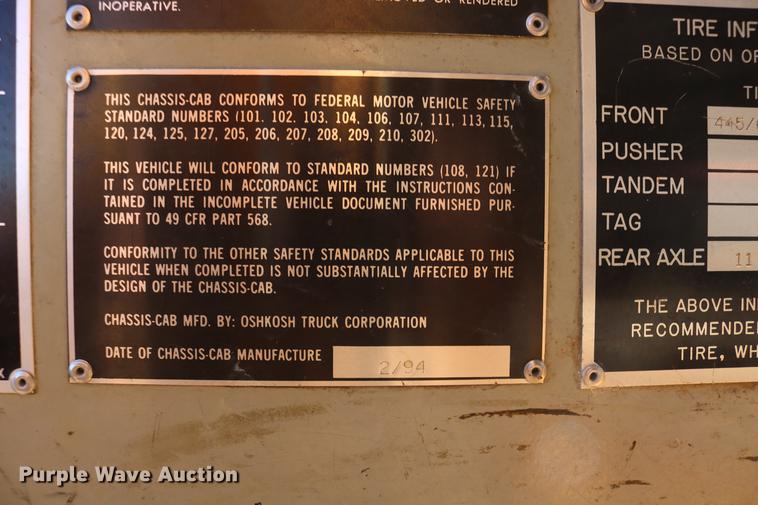 INOPERATIVE.
OR RENDERED
THIS CHASSIS-CAB CONFORMS TO FEDERAL MOTOR VEHICLE SAFETY
STANDARD NUMBERS (101. 102, 103, 104, 106, 107, 111, 113, 115,
120, 124, 125, 127, 205, 206, 207, 208, 209, 210, 302).
THIS VEHICLE WILL CONFORM TO STANDARD NUMBERS (108, 121) IF
IT IS COMPLETED IN ACCORDANCE WITH THE INSTRUCTIONS CON-
TAINED IN THE INCOMPLETE VEHICLE DOCUMENT FURNISHED PUR-
SUANT TO 49 CFR PART 568.
CONFORMITY TO THE OTHER SAFETY STANDARDS APPLICABLE TO THIS
VEHICLE WHEN COMPLETED IS NOT SUBSTANTIALLY AFFECTED BY THE
DESIGN OF THE CHASSIS-CAB.
CHASSIS-CAB MFD. BY: OSHKOSH TRUCK CORPORATION
DATE OF CHASSIS-CAB MANUFACTURE 2/94
TIRE INF
BASED ON
TI
FRONT 445/
PUSHER
TANDEM
TAG
REAR AXLE 11
THE ABOVE
RECOMMENDE
TIRE, WH
Purple Wave Auction